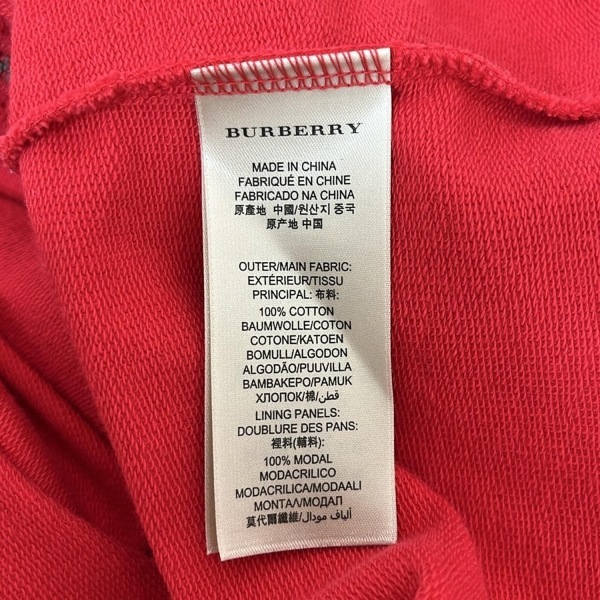 BURBERRY
MADE IN CHINA
FABRIQUÉ EN CHINE
FABRICADO NA CHINA
原產地 中國/원산지 중국
原产地 中国
OUTER/MAIN FABRIC:
EXTÉRIEUR/TISSU
PRINCIPAL: 布料:
100% COTTON
BAUMWOLLE/COTON
COTONE/KATOEN
BOMULL/ALGODON
ALGODÃO/PUUVILLA
ΒΑΜΒΑΚΕΡΟ/PAMUK
ХЛОПОК/棉/قطن
LINING PANELS:
DOUBLURE DES PANS:
裡料(輔料):
100% MODAL
MODACRILICO
MODACRILICA/MODAALI
ΜΟΝΤΑΛ/МОДАЛ
莫代爾纖維/ألياف مودال